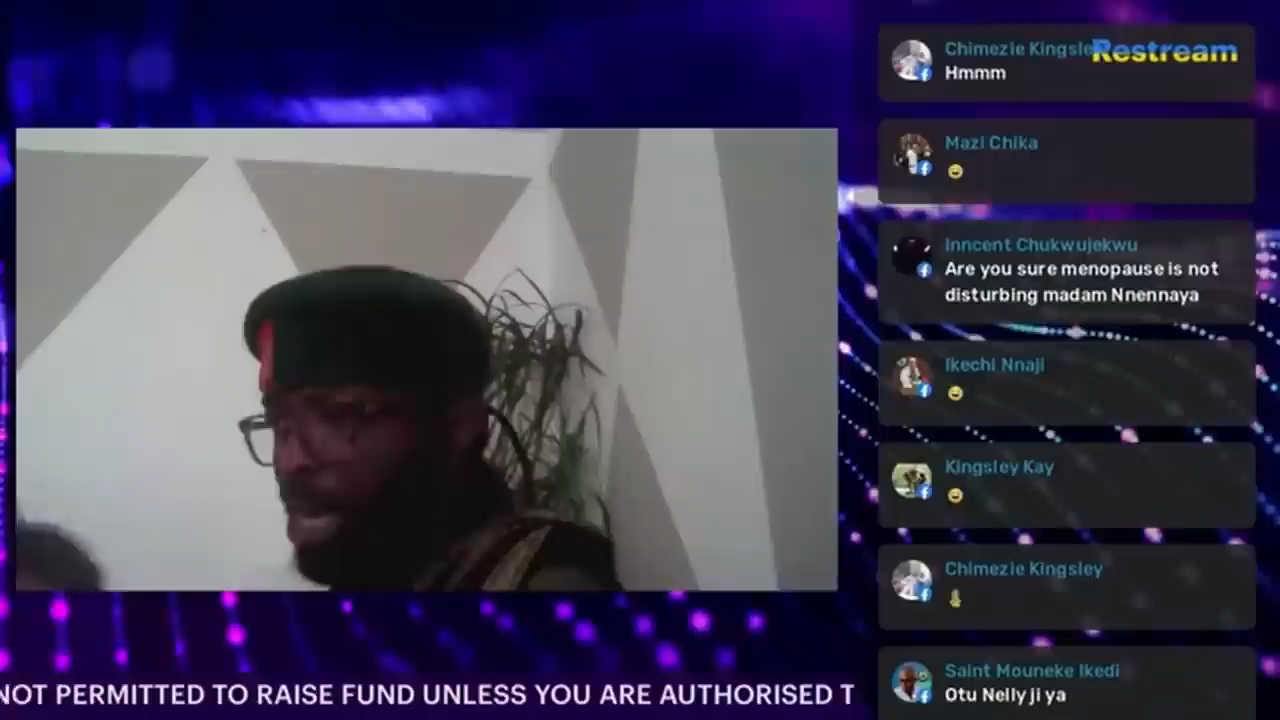 Chimezie Kingsle
Restream
Hmmm
Mazi Chika
Inncent Chukwujekwu
Are you sure menopause is not
disturbing madam Nnennaya
Ikechi Nnaji
Kingsley Kay
Chimezie Kingsley
Saint Mouneke Ikedi
Otu Nelly ji ya
NOT PERMITTED TO RAISE FUND UNLESS YOU ARE AUTHORISED T